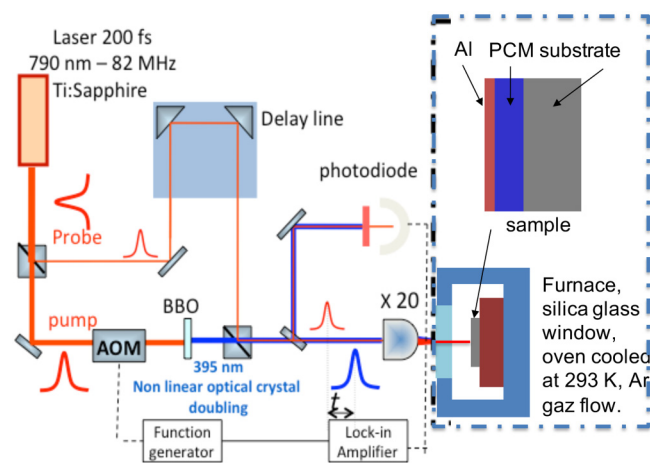 Laser 200 fs
790 nm – 82 MHz
Ti:Sapphire
Delay line
Probe
photodiode
pump
AOM
BBO
X 20
395 nm
Non linear optical crystal
doubling
t
Function
generator
Lock-in
Amplifier
Al
PCM substrate
sample
Furnace,
silica glass
window,
oven cooled
at 293 K, Ar
gaz flow.